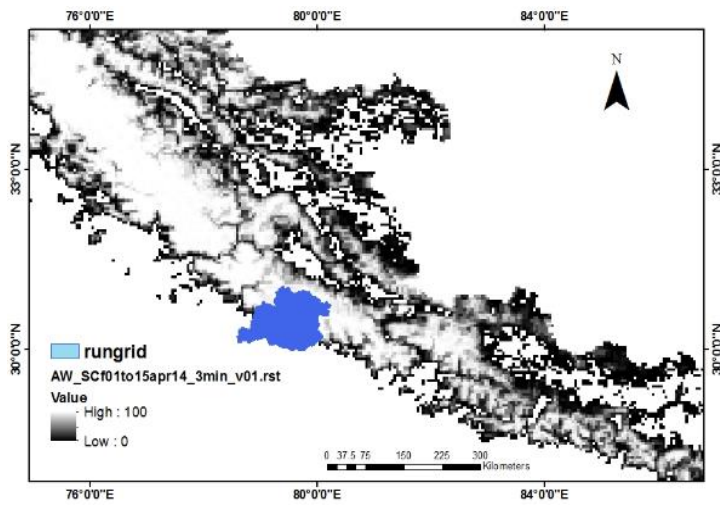 76°0'0"E 80°0'0"E 84°0'0"E
N
33°0'0"N 33°0'0"N
30°0'0"N 30°0'0"N
rungrid
AW_SCf01to15apr14_3min_v01.rst
Value
High : 100
Low : 0
0 37.5 75 150 225 300
Kilometers
76°0'0"E 80°0'0"E 84°0'0"E